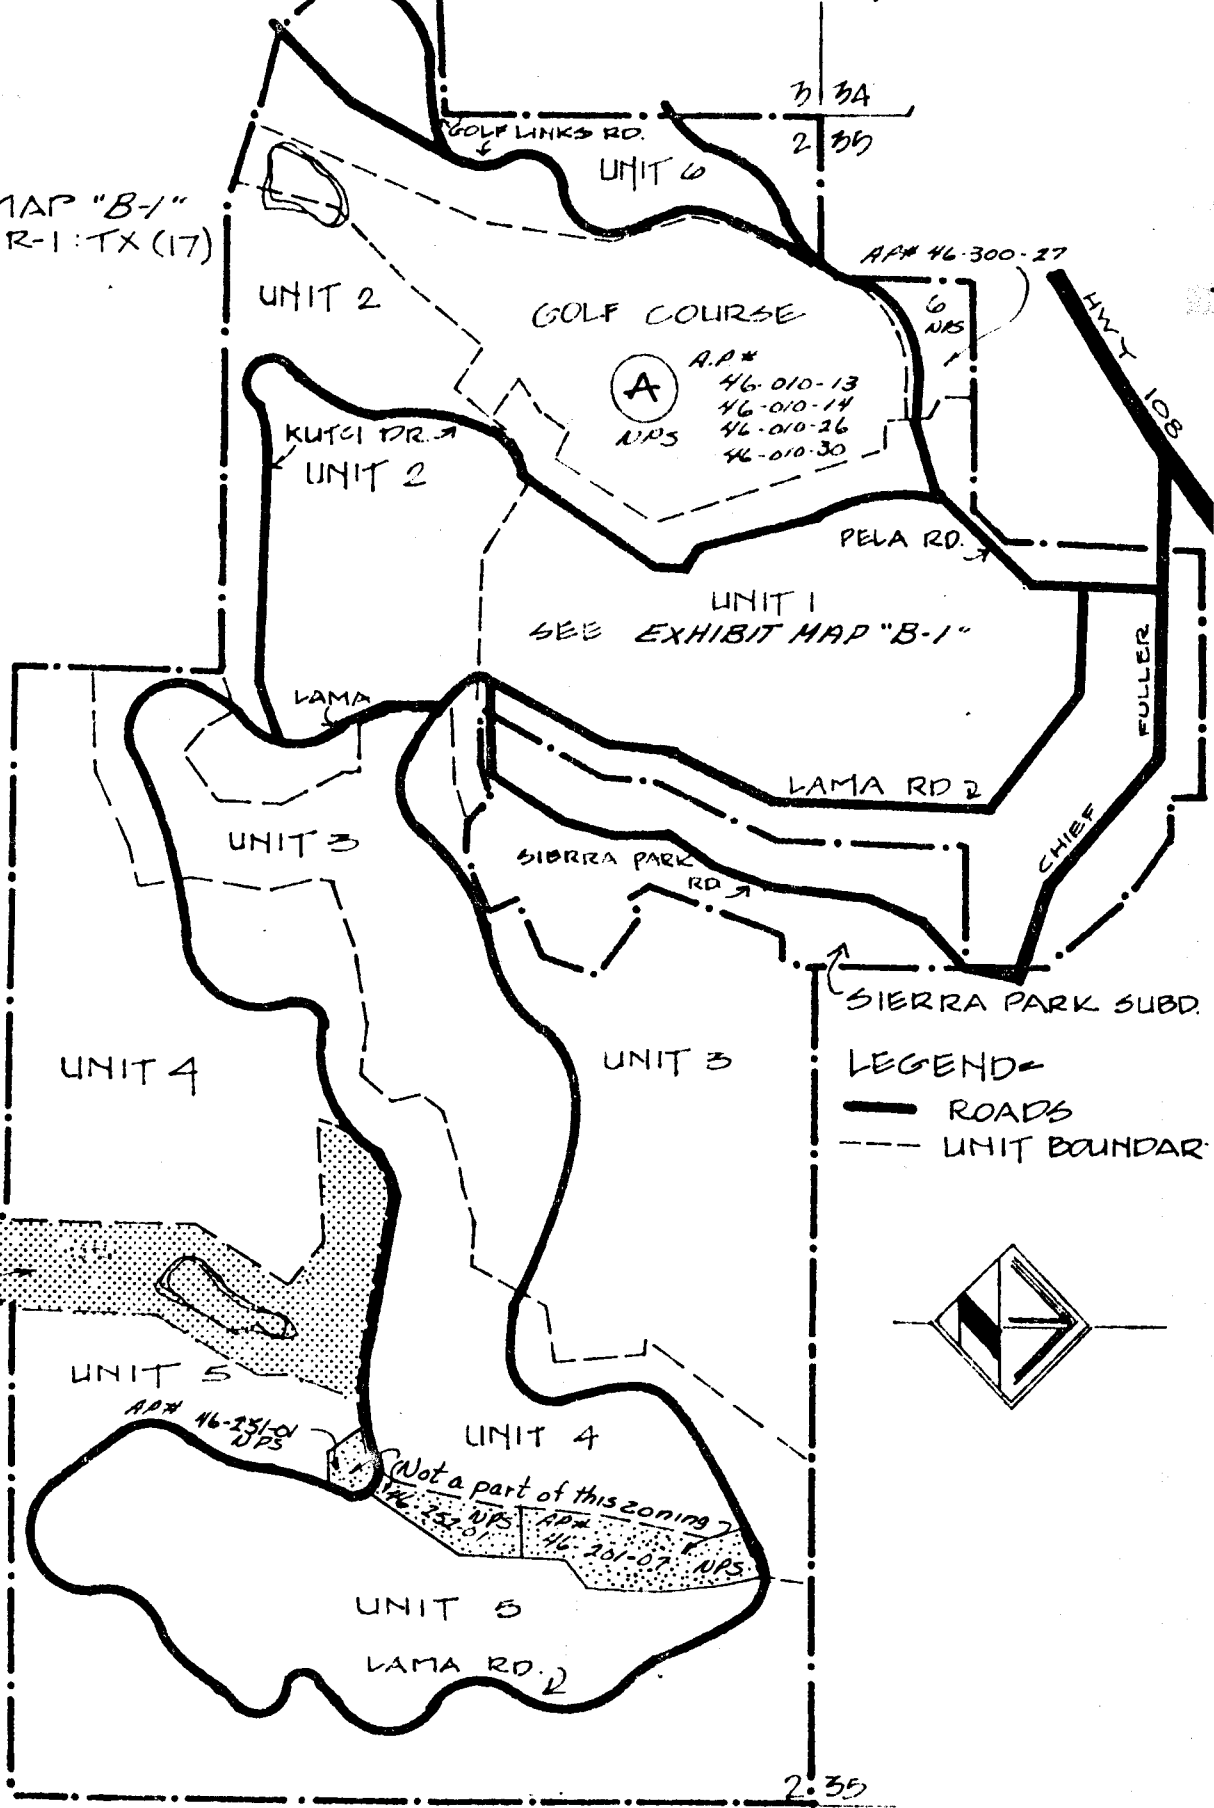 3 34
2 35
GOLF LINKS RD.
UNIT 6
MAP "B-1"
R-1:TX (17)
AP# 46-300-27
UNIT 2
GOLF COURSE
6
NPS
HWY 108
A
A.P#
46-010-13
46-010-14
46-010-26
46-010-30
NPS
KUTCI DR.
UNIT 2
PELA RD.
UNIT 1
SEE EXHIBIT MAP "B-1"
FULLER
LAMA
LAMA RD
CHIEF
UNIT 3
SIERRA PARK
RD
SIERRA PARK SUBD.
UNIT 4
UNIT 3
LEGEND
ROADS
UNIT BOUNDAR
UNIT 5
AP# 46-251-01
NPS
UNIT 4
Not a part of this zoning
46-252-01 NPS
AP#
46-201-07 NPS
UNIT 5
LAMA RD.
2 35